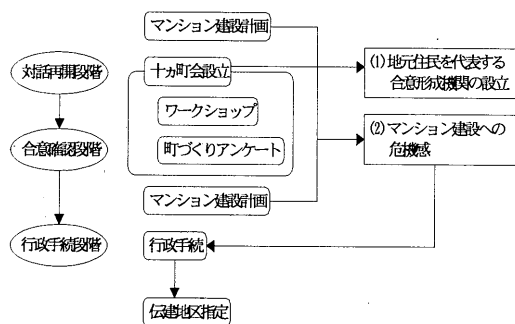 マンション建設計画
対話再開段階
十ヵ町会設立
(1) 地元住民を代表する
合意形成機関の設立
ワークショップ
合意確認段階
町づくりアンケート
(2) マンション建設への
危機感
マンション建設計画
行政手続段階
行政手続
伝建地区指定